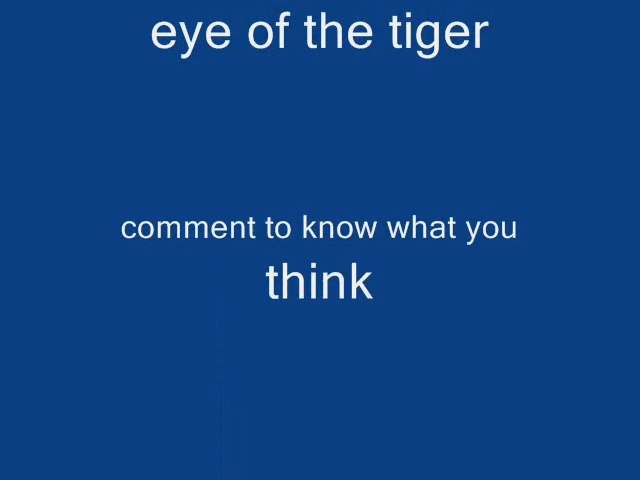 eye of the tiger
comment to know what you
think